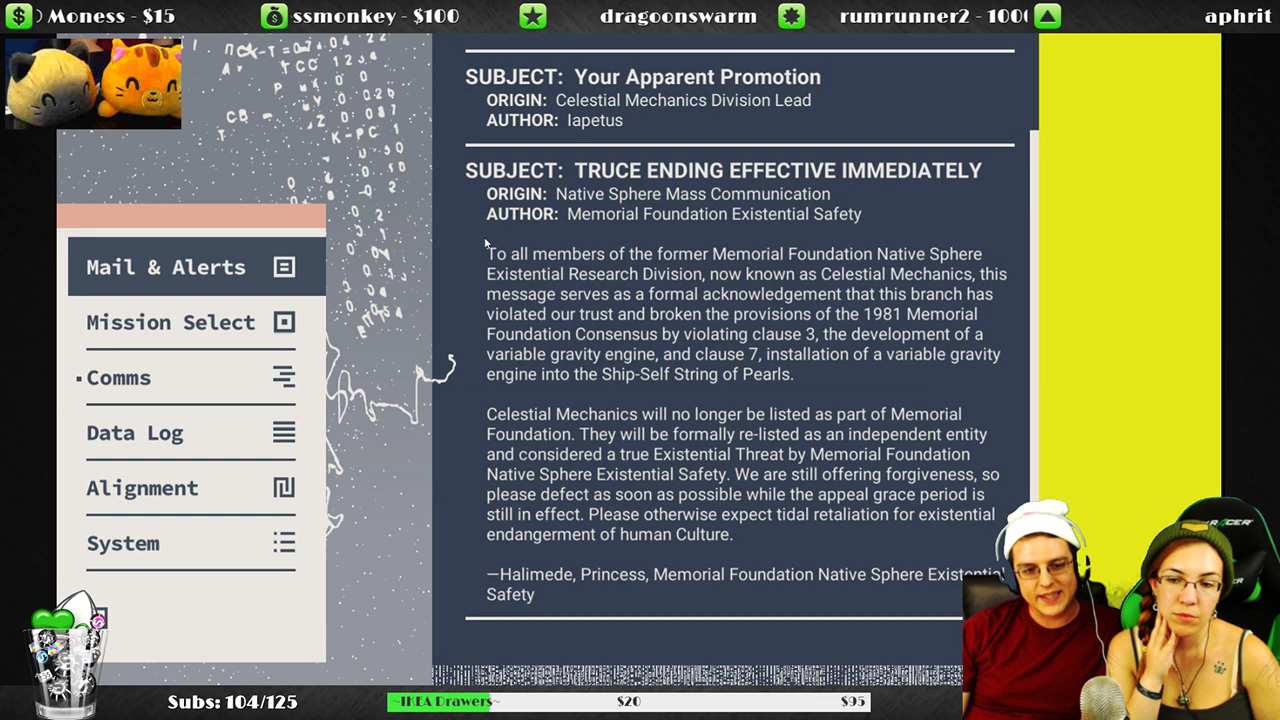 ) Moness - $15
ssmonkey - $100
dragoonswarm
rumrunner2 - 100
aphrit
SUBJECT: Your Apparent Promotion
ORIGIN: Celestial Mechanics Division Lead
AUTHOR: Iapetus
SUBJECT: TRUCE ENDING EFFECTIVE IMMEDIATELY
ORIGIN: Native Sphere Mass Communication
AUTHOR: Memorial Foundation Existential Safety
To all members of the former Memorial Foundation Native Sphere
Existential Research Division, now known as Celestial Mechanics, this
message serves as a formal acknowledgement that this branch has
violated our trust and broken the provisions of the 1981 Memorial
Foundation Consensus by violating clause 3, the development of a
variable gravity engine, and clause 7, installation of a variable gravity
engine into the Ship-Self String of Pearls.
Celestial Mechanics will no longer be listed as part of Memorial
Foundation. They will be formally re-listed as an independent entity
and considered a true Existential Threat by Memorial Foundation
Native Sphere Existential Safety. We are still offering forgiveness, so
please defect as soon as possible while the appeal grace period is
still in effect. Please otherwise expect tidal retaliation for existential
endangerment of human Culture.
—Halimede, Princess, Memorial Foundation Native Sphere Existential
Safety
Mail & Alerts
Mission Select
Comms
Data Log
Alignment
System
Subs: 104/125
~IKEA Drawers~
$20
$95